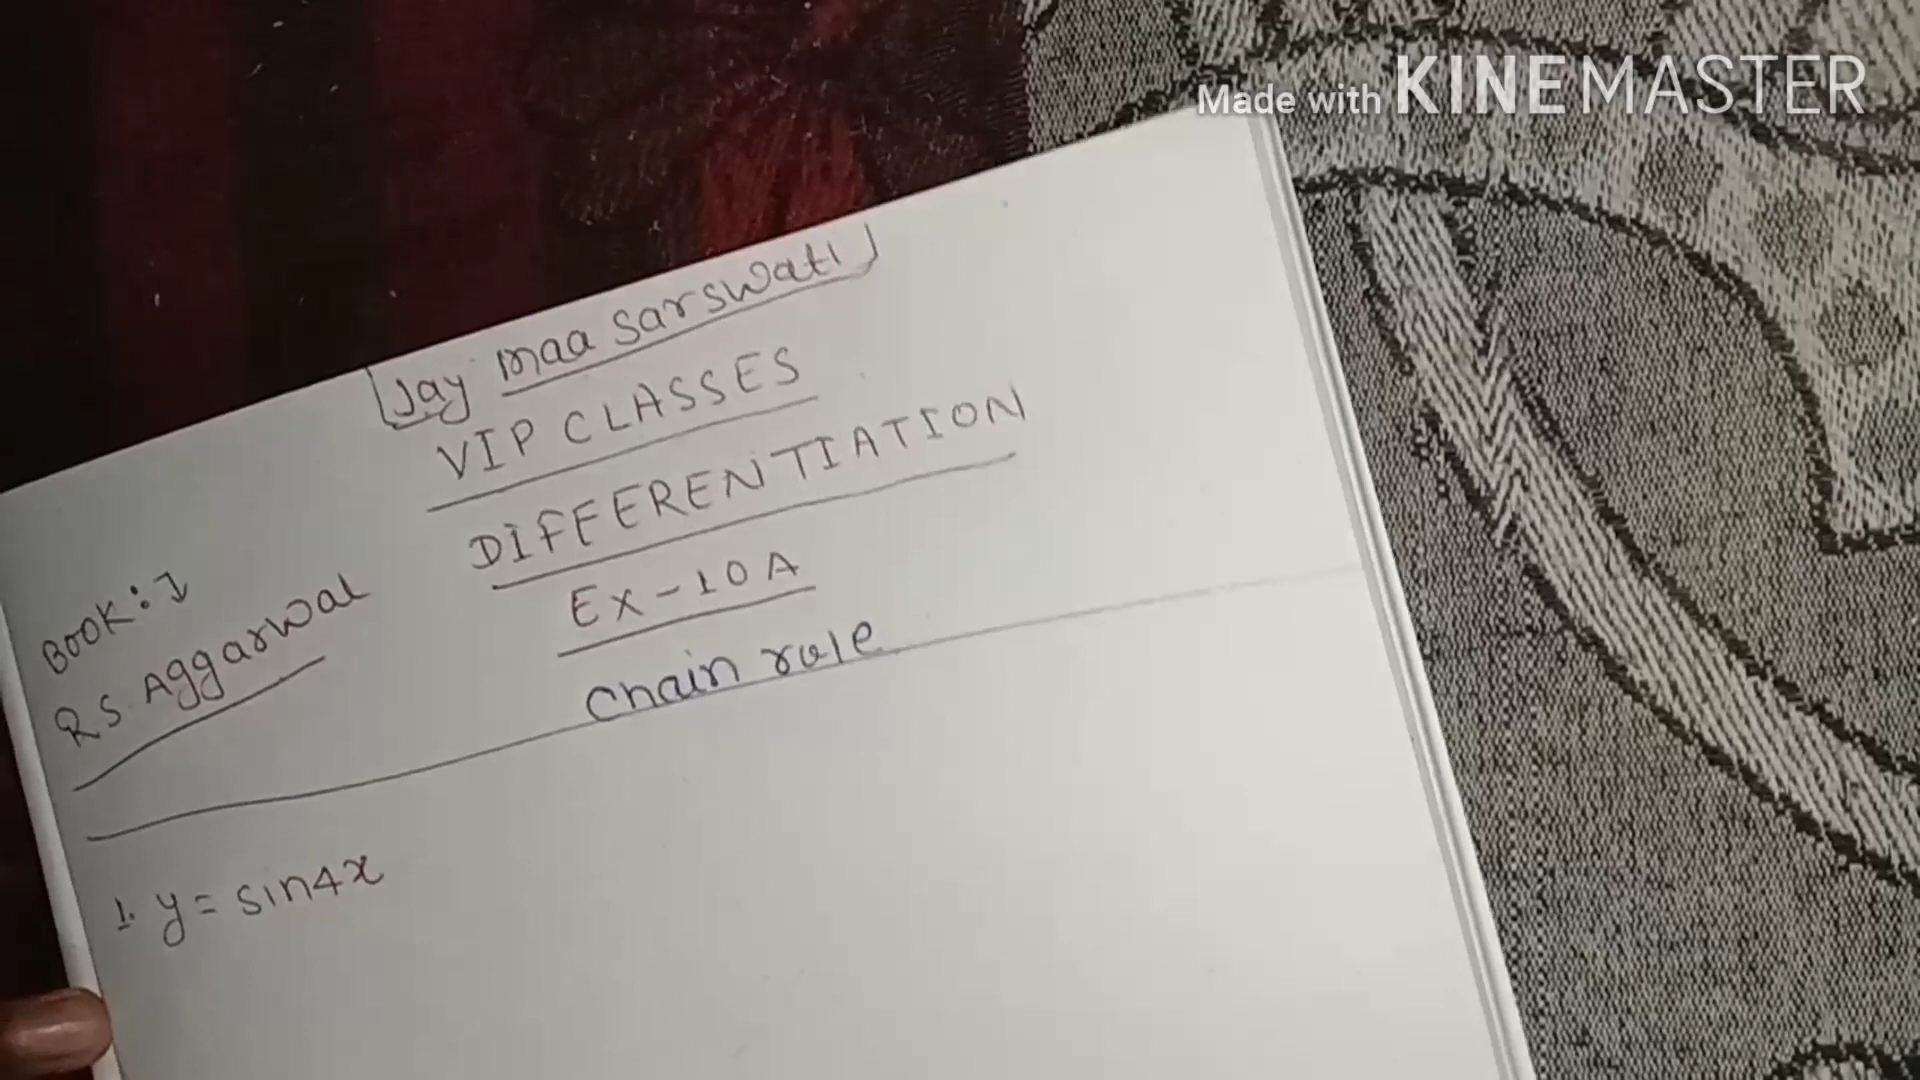 Made with KINEMASTER
Jay maa Sarswati
VIP CLASSES
DIFFERENTIATION
EX-10A
Chain rule
BOOK:1
R.S. Aggarwal
1. y = sin4x